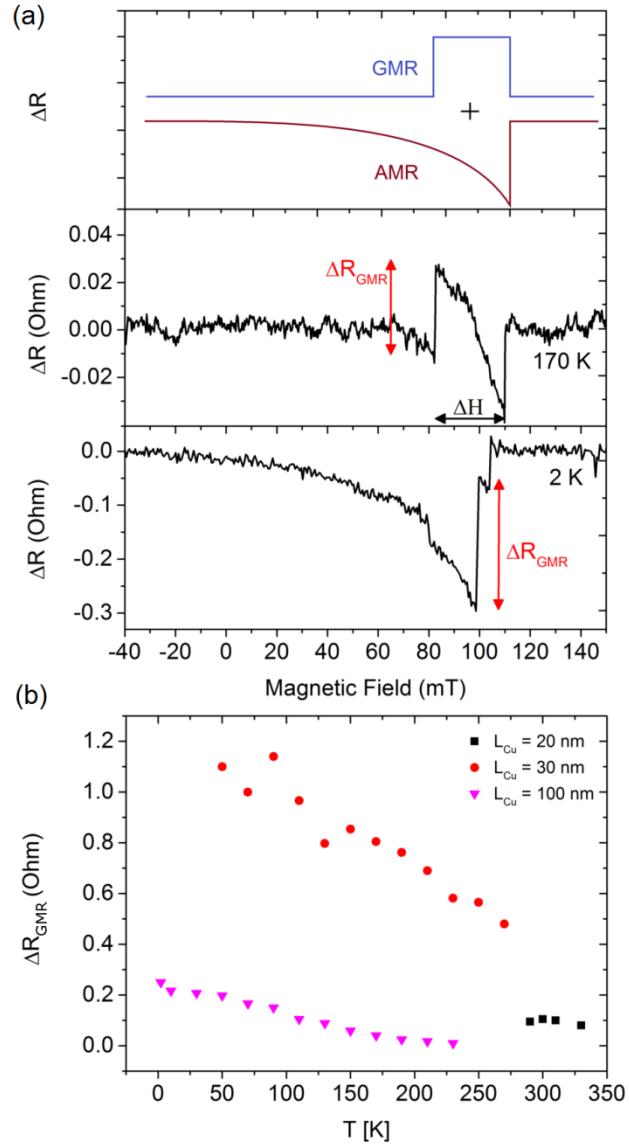 (a)
GMR
+
AMR
ΔR
0.04
0.02
0.00
-0.02
ΔR (Ohm)
ΔR_GMR
170 K
ΔH
0.0
-0.1
-0.2
-0.3
ΔR (Ohm)
2 K
ΔR_GMR
-40 -20 0 20 40 60 80 100 120 140
Magnetic Field (mT)
(b)
1.2
1.0
0.8
0.6
0.4
0.2
0.0
ΔR_GMR (Ohm)
L_Cu = 20 nm
L_Cu = 30 nm
L_Cu = 100 nm
0 50 100 150 200 250 300 350
T [K]